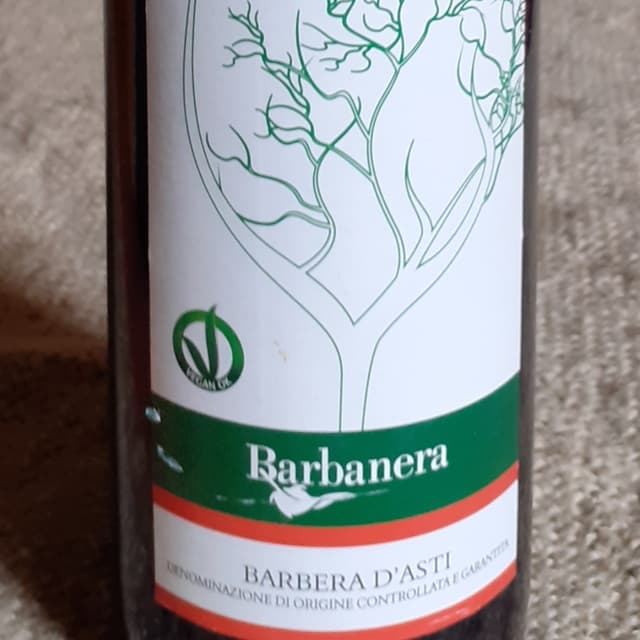 VEGAN OK
Barbanera
BARBERA D'ASTI
DENOMINAZIONE DI ORIGINE CONTROLLATA E GARANTITA